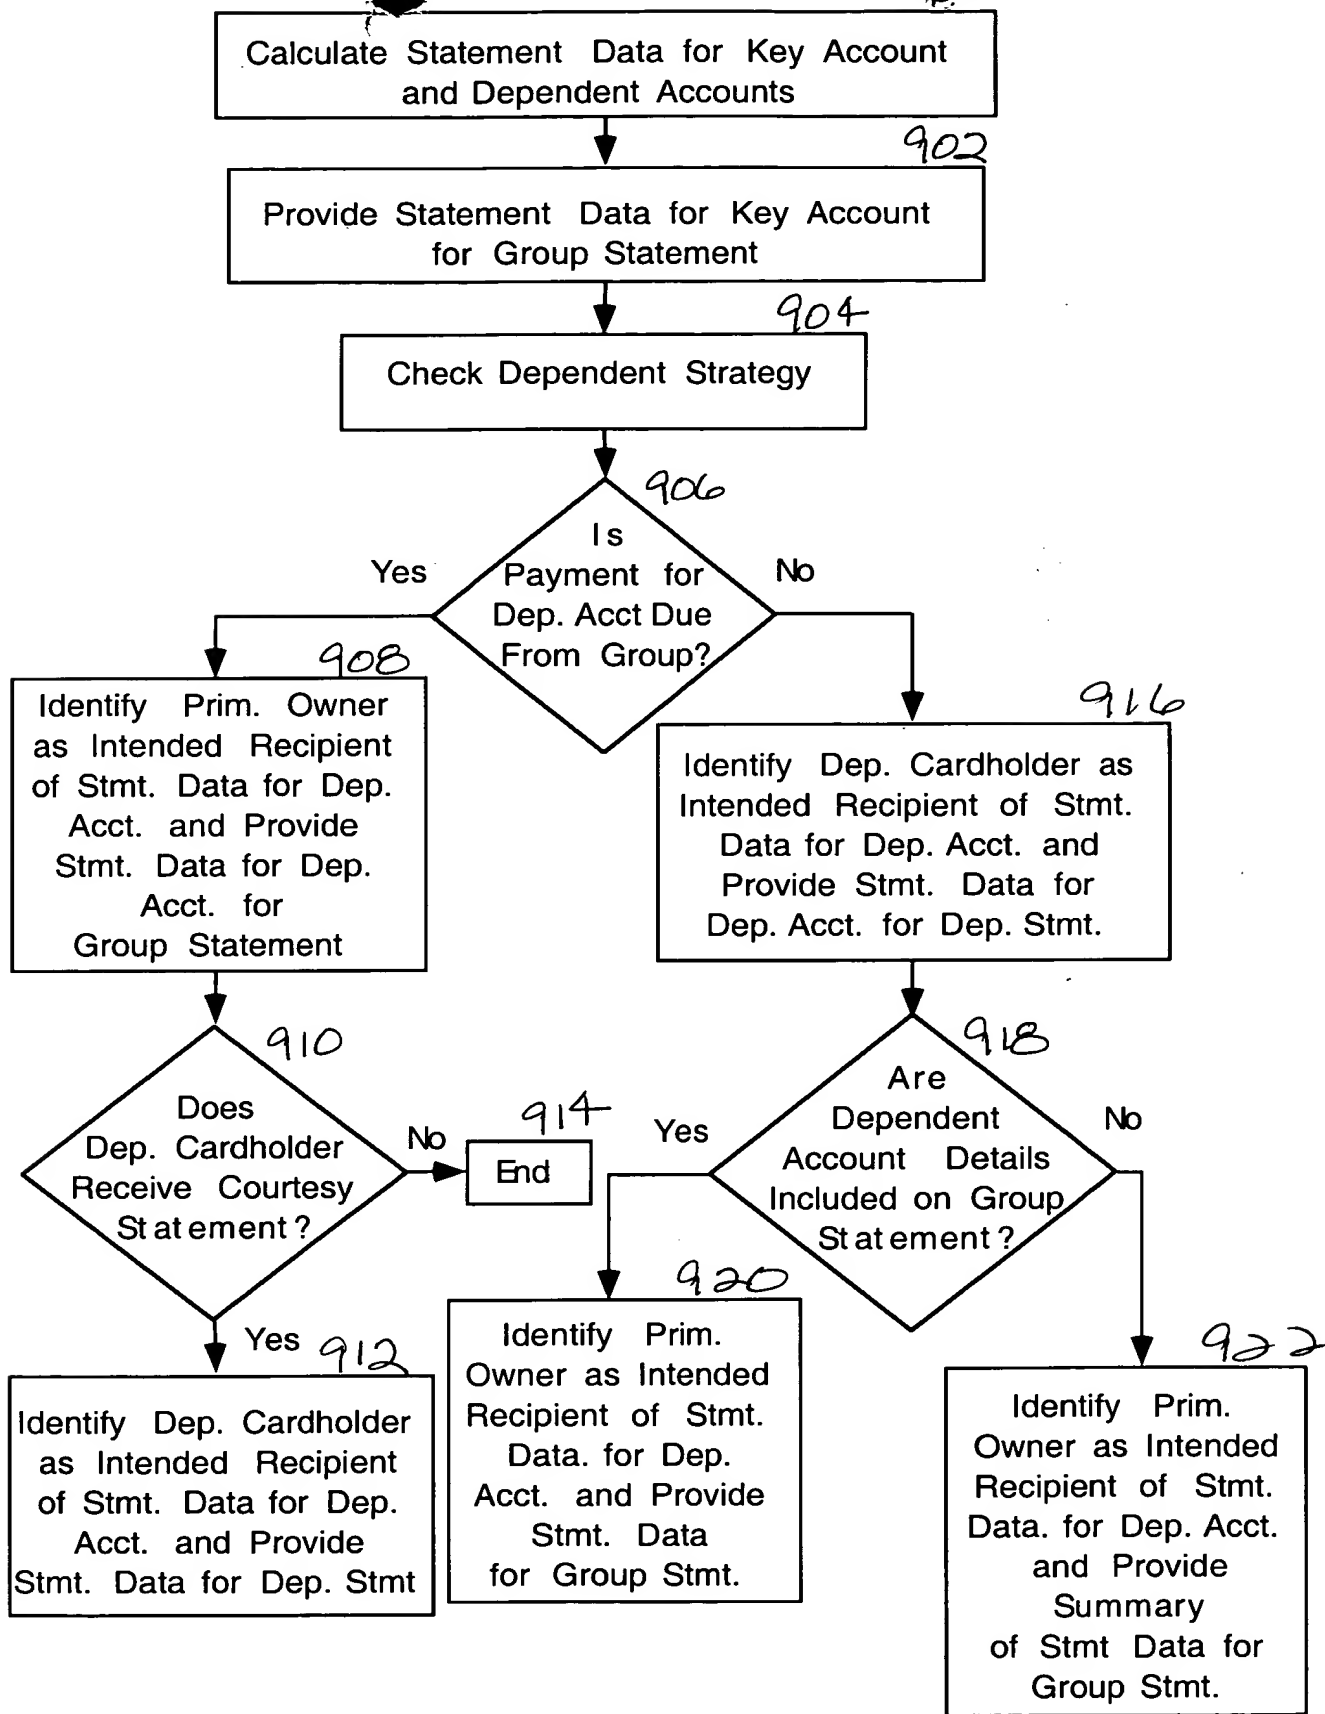 Calculate Statement Data for Key Account
and Dependent Accounts
902
Provide Statement Data for Key Account
for Group Statement
904
Check Dependent Strategy
906
Is
Payment for
Dep. Acct Due
From Group?
Yes
No
908
Identify Prim. Owner
as Intended Recipient
of Stmt. Data for Dep.
Acct. and Provide
Stmt. Data for Dep.
Acct. for
Group Statement
916
Identify Dep. Cardholder as
Intended Recipient of Stmt.
Data for Dep. Acct. and
Provide Stmt. Data for
Dep. Acct. for Dep. Stmt.
910
Does
Dep. Cardholder
Receive Courtesy
Statement?
No
914
End
918
Are
Dependent
Account Details
Included on Group
Statement?
Yes
No
Yes
912
Identify Dep. Cardholder
as Intended Recipient
of Stmt. Data for Dep.
Acct. and Provide
Stmt. Data for Dep. Stmt
920
Identify Prim.
Owner as Intended
Recipient of Stmt.
Data. for Dep.
Acct. and Provide
Stmt. Data
for Group Stmt.
922
Identify Prim.
Owner as Intended
Recipient of Stmt.
Data. for Dep. Acct.
and Provide
Summary
of Stmt Data for
Group Stmt.